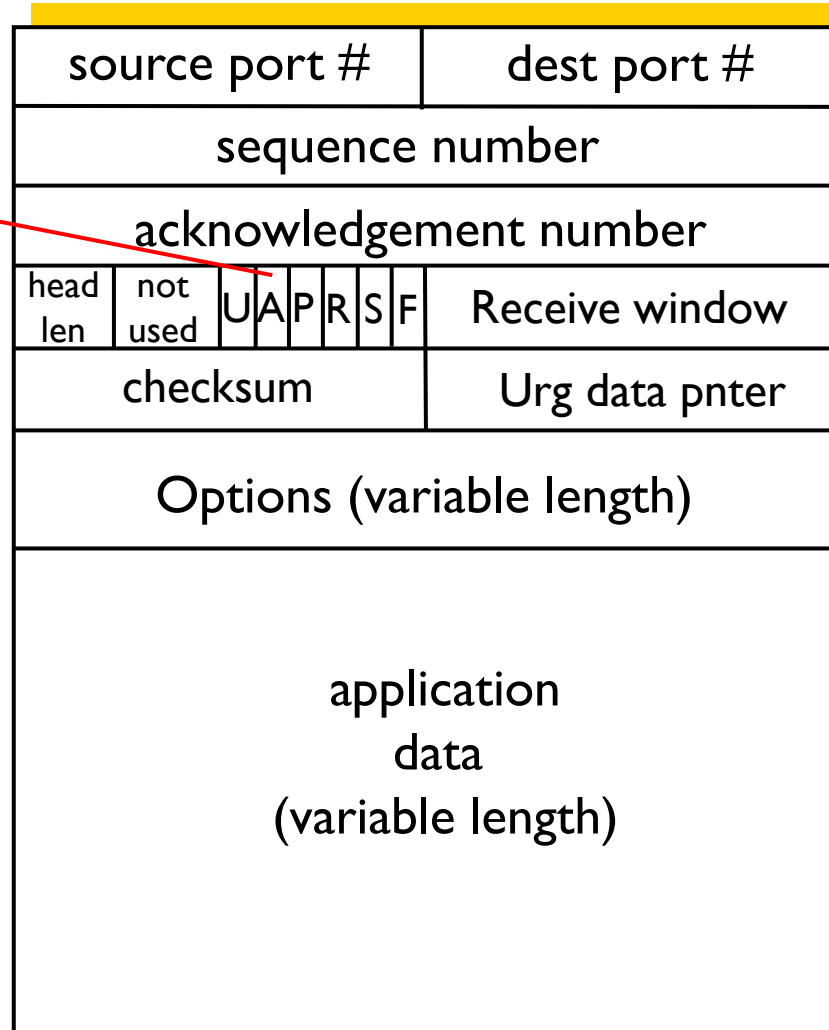 source port # dest port #
sequence number
acknowledgement number
head len not used U A P R S F Receive window
checksum Urg data pnter
Options (variable length)
application
data
(variable length)